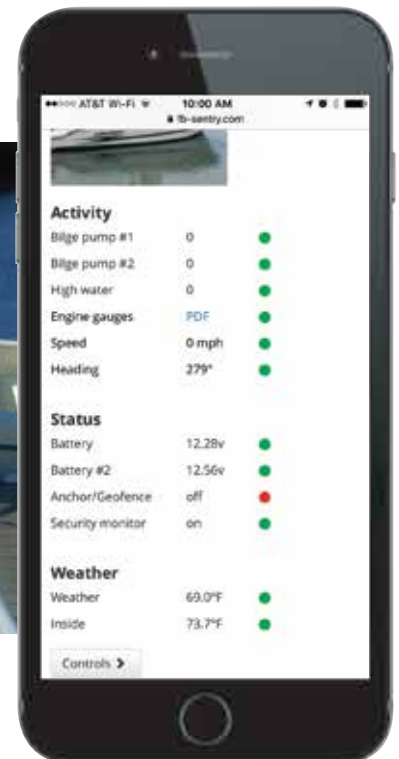 AT&T Wi-Fi 10:00 AM
fb-sentry.com
Activity
Bilge pump #1 0
Bilge pump #2 0
High water 0
Engine gauges PDF
Speed 0 mph
Heading 279°
Status
Battery 12.28v
Battery #2 12.56v
Anchor/Geofence off
Security monitor on
Weather
Weather 69.0°F
Inside 73.7°F
Controls >